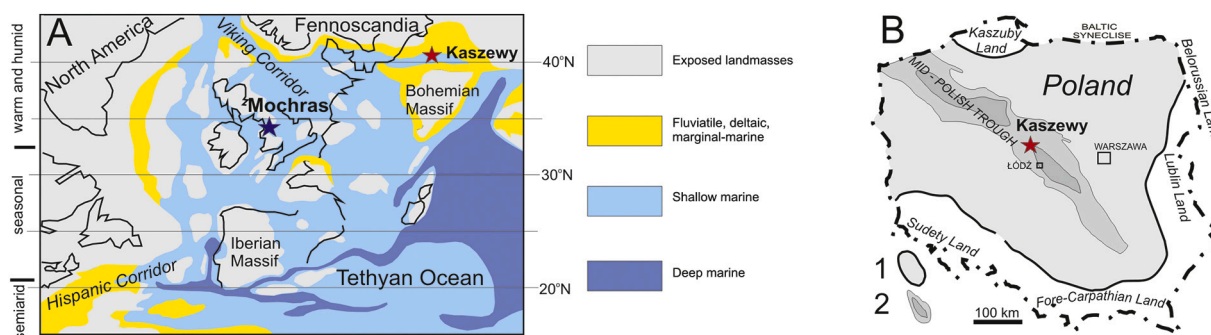 A
North America
Viking Corridor
Fennoscandia
Kaszewy
Bohemian
Massif
Mochras
Iberian
Massif
Hispanic Corridor
Tethyan Ocean
warm and humid
seasonal
semiarid
40°N
30°N
20°N
Exposed landmasses
Fluviatile, deltaic,
marginal-marine
Shallow marine
Deep marine
B
Kaszuby
Land
BALTIC
SYNECLISE
Belorussian Land
MID - POLISH TROUGH
Poland
Kaszewy
WARSZAWA
ŁÓDŹ
Lublin Land
Sudety Land
Fore-Carpathian Land
1
2
100 km